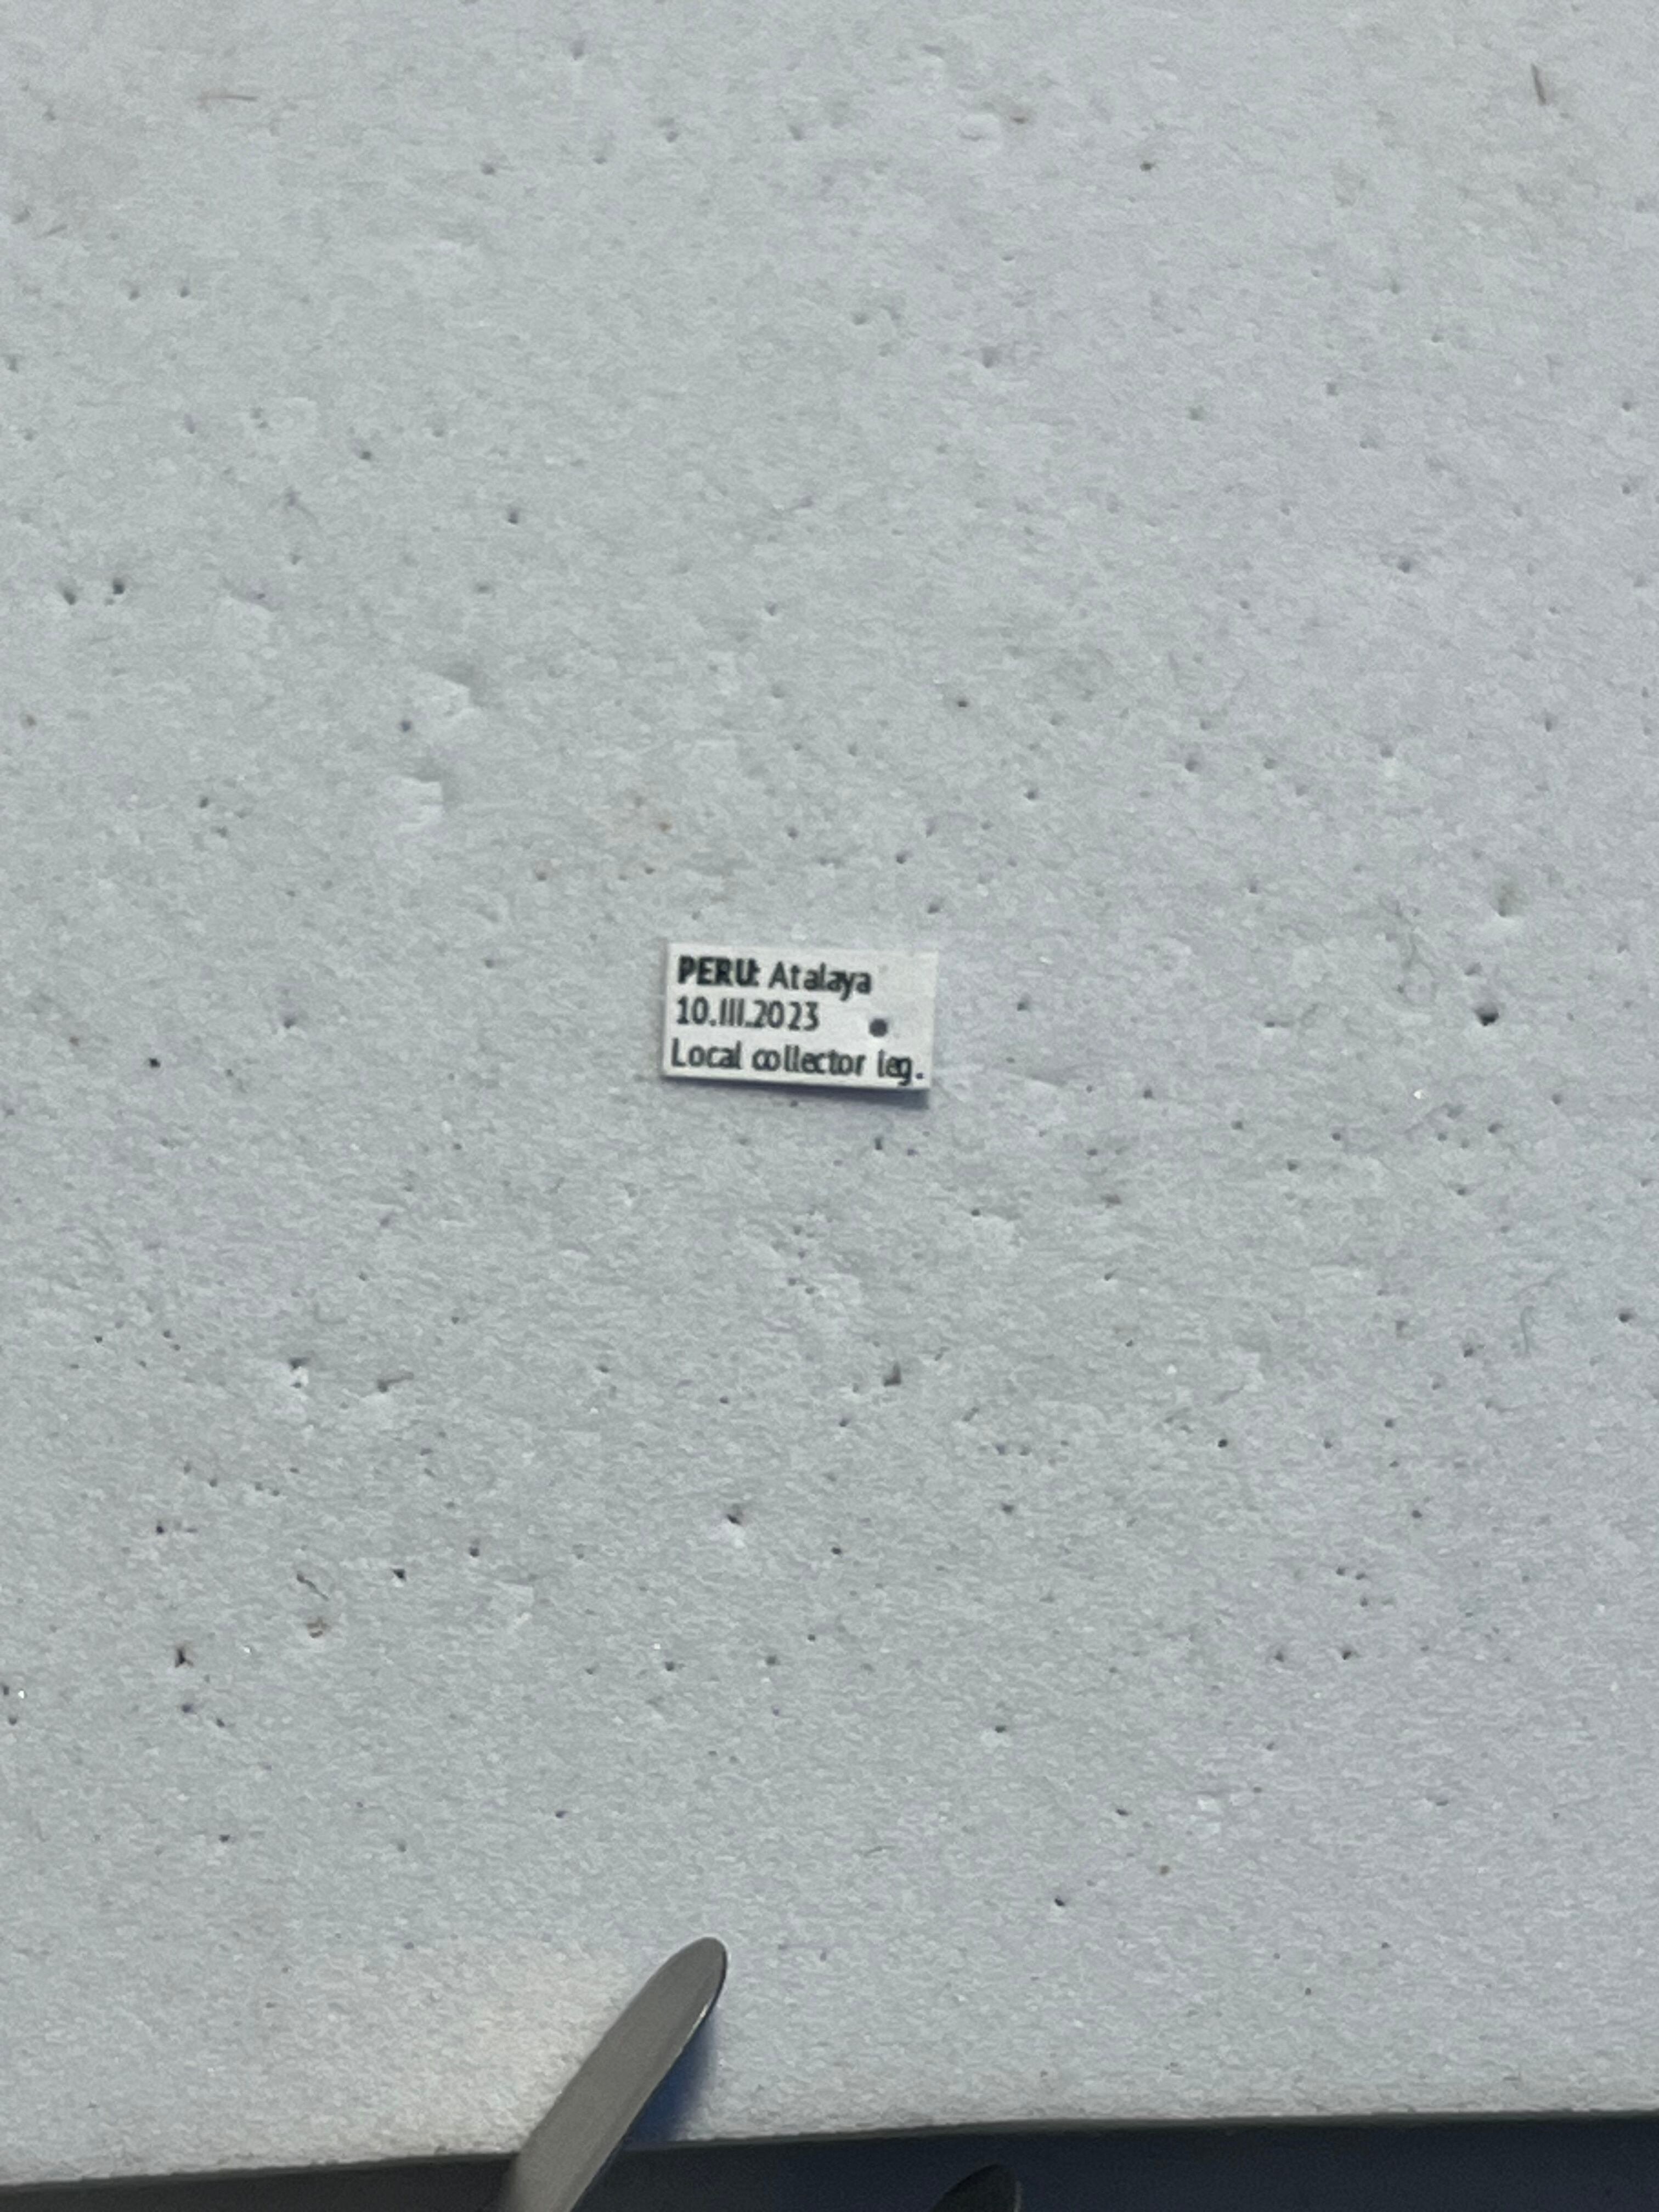 PERU: Atalaya
10.III.2023
Local collector leg.